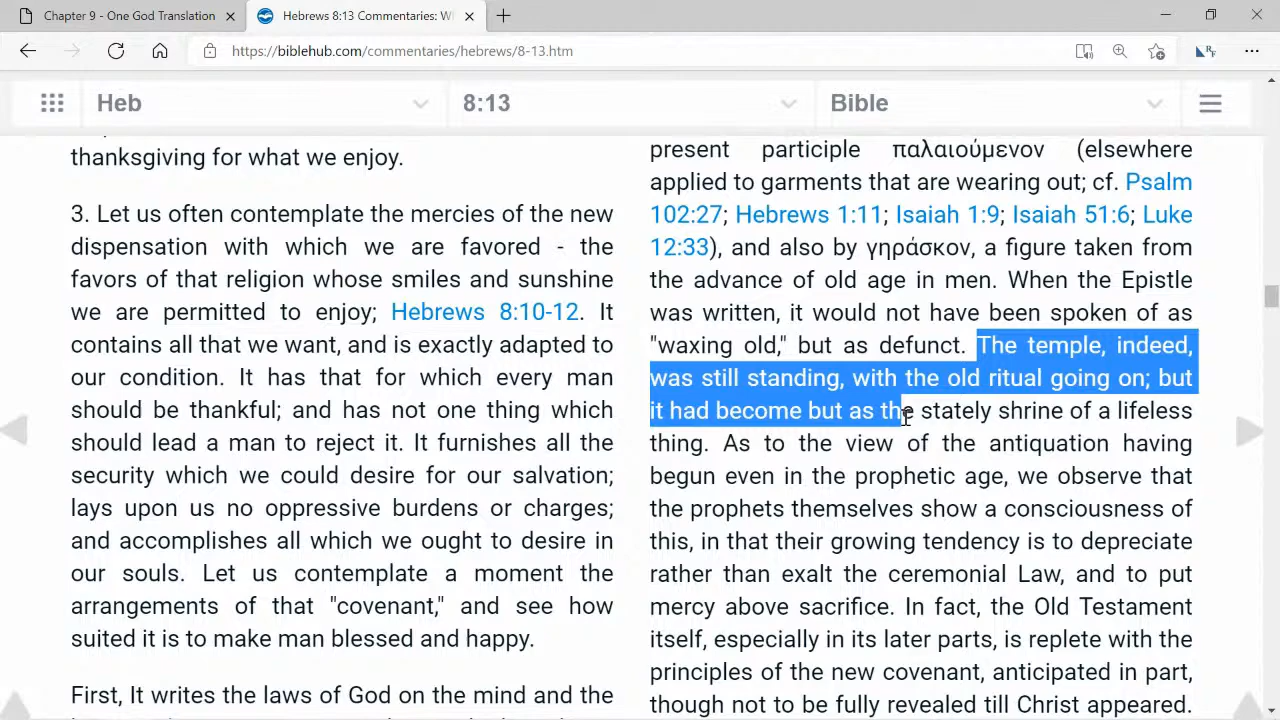 Chapter 9 - One God Translation
Hebrews 8:13 Commentaries: W
https://biblehub.com/commentaries/hebrews/8-13.htm
Heb
8:13
Bible
thanksgiving for what we enjoy.
3. Let us often contemplate the mercies of the new
dispensation with which we are favored - the
favors of that religion whose smiles and sunshine
we are permitted to enjoy; Hebrews 8:10-12. It
contains all that we want, and is exactly adapted to
our condition. It has that for which every man
should be thankful; and has not one thing which
should lead a man to reject it. It furnishes all the
security which we could desire for our salvation;
lays upon us no oppressive burdens or charges;
and accomplishes all which we ought to desire in
our souls. Let us contemplate a moment the
arrangements of that "covenant," and see how
suited it is to make man blessed and happy.
First, It writes the laws of God on the mind and the
present participle παλαιούμενον (elsewhere
applied to garments that are wearing out; cf. Psalm
102:27; Hebrews 1:11; Isaiah 1:9; Isaiah 51:6; Luke
12:33), and also by γηράσκον, a figure taken from
the advance of old age in men. When the Epistle
was written, it would not have been spoken of as
"waxing old," but as defunct. The temple, indeed,
was still standing, with the old ritual going on; but
it had become but as the stately shrine of a lifeless
thing. As to the view of the antiquation having
begun even in the prophetic age, we observe that
the prophets themselves show a consciousness of
this, in that their growing tendency is to depreciate
rather than exalt the ceremonial Law, and to put
mercy above sacrifice. In fact, the Old Testament
itself, especially in its later parts, is replete with the
principles of the new covenant, anticipated in part,
though not to be fully revealed till Christ appeared.